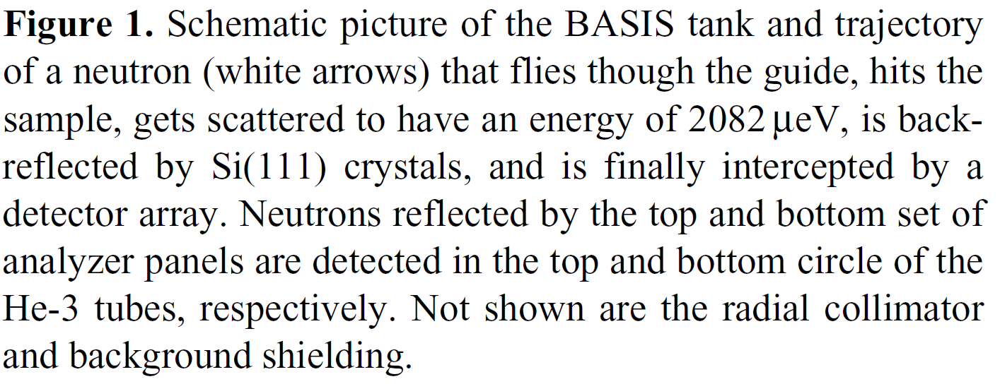 Figure 1. Schematic picture of the BASIS tank and trajectory
of a neutron (white arrows) that flies though the guide, hits the
sample, gets scattered to have an energy of 2082 μeV, is back-
reflected by Si(111) crystals, and is finally intercepted by a
detector array. Neutrons reflected by the top and bottom set of
analyzer panels are detected in the top and bottom circle of the
He-3 tubes, respectively. Not shown are the radial collimator
and background shielding.